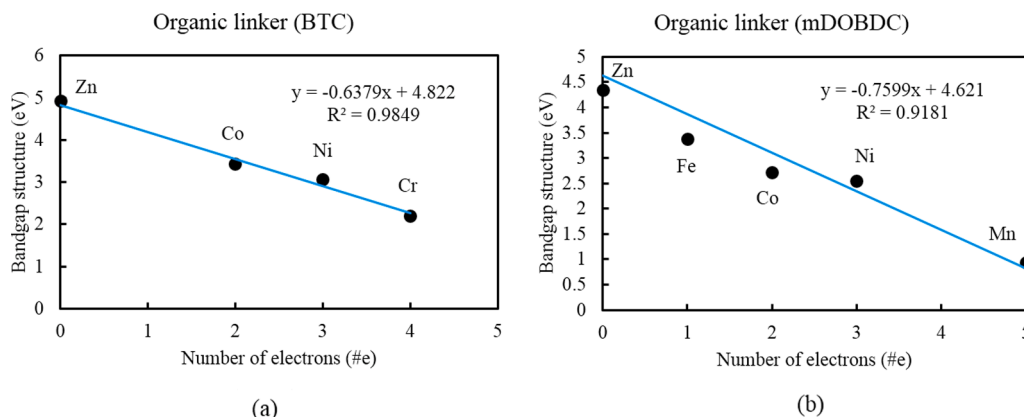 Organic linker (BTC)
6
5
4
3
2
1
0
Bandgap structure (eV)
Zn
Co
Ni
Cr
y = -0.6379x + 4.822
R² = 0.9849
0 1 2 3 4 5
Number of electrons (#e)
(a)
Organic linker (mDOBDC)
5
4.5
4
3.5
3
2.5
2
1.5
1
0.5
0
Bandgap structure (eV)
Zn
Fe
Co
Ni
Mn
y = -0.7599x + 4.621
R² = 0.9181
0 1 2 3 4
Number of electrons (#e)
(b)